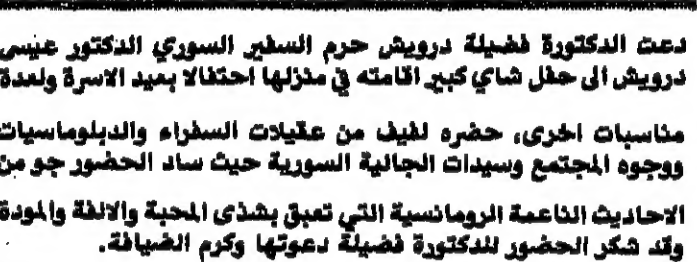 دعت الدكتورة فضيلة درويش حرم السفير السوري الدكتور عيسى
درويش الى حفل شاي كبير اقامته في منزلها احتفالا بعيد الاسرة ولعدة
مناسبات اخرى، حضره لفيف من عقيلات السفراء والدبلوماسيات
ووجوه المجتمع وسيدات الجالية السورية حيث ساد الحضور جو من
الاحاديث الناعمة الرومانسية التي تعبق بشذى المحبة والالفة والمودة
وقد شكر الحضور للدكتورة فضيلة دعوتها وكرم الضيافة.